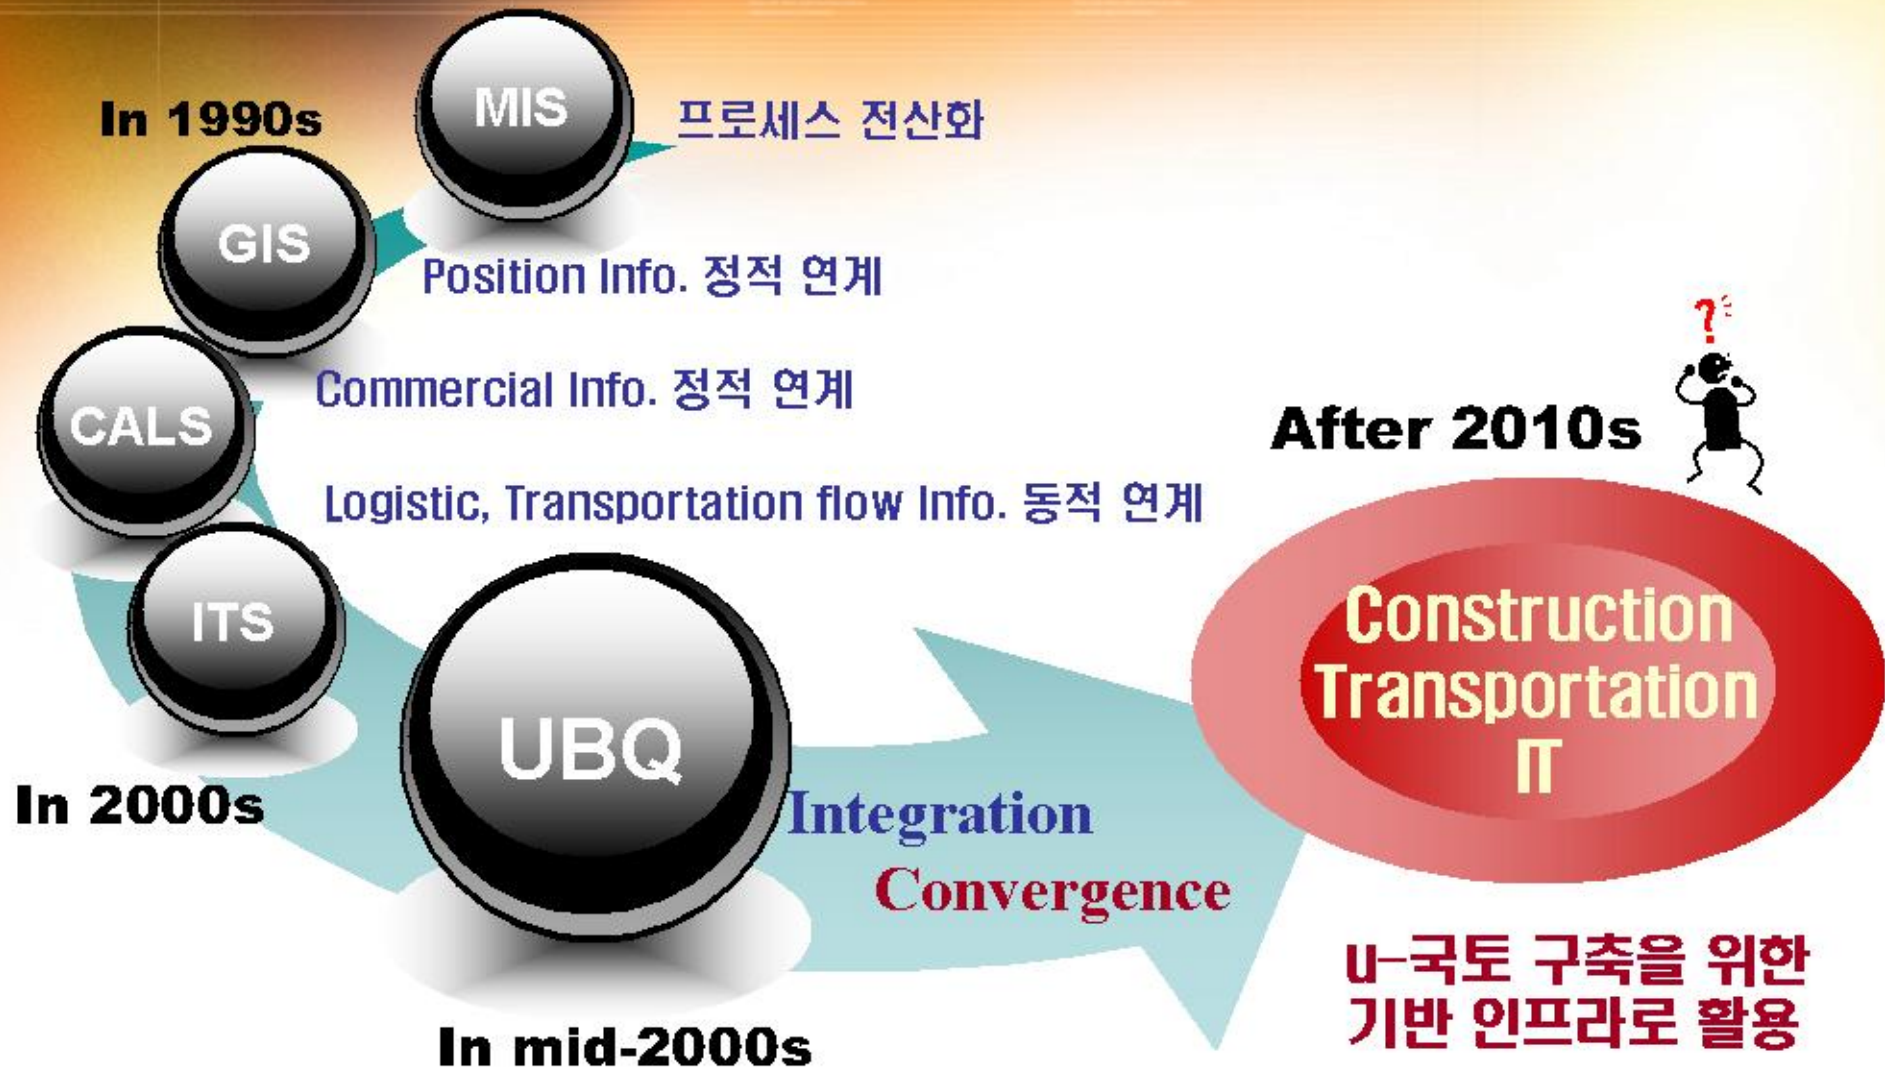 In 1990s
MIS
프로세스 전산화
GIS
Position Info. 정적 연계
CALS
Commercial Info. 정적 연계
Logistic, Transportation flow Info. 동적 연계
ITS
In 2000s
UBQ
In mid-2000s
Integration
Convergence
?
After 2010s
Construction
Transportation
IT
u-국토 구축을 위한
기반 인프라로 활용